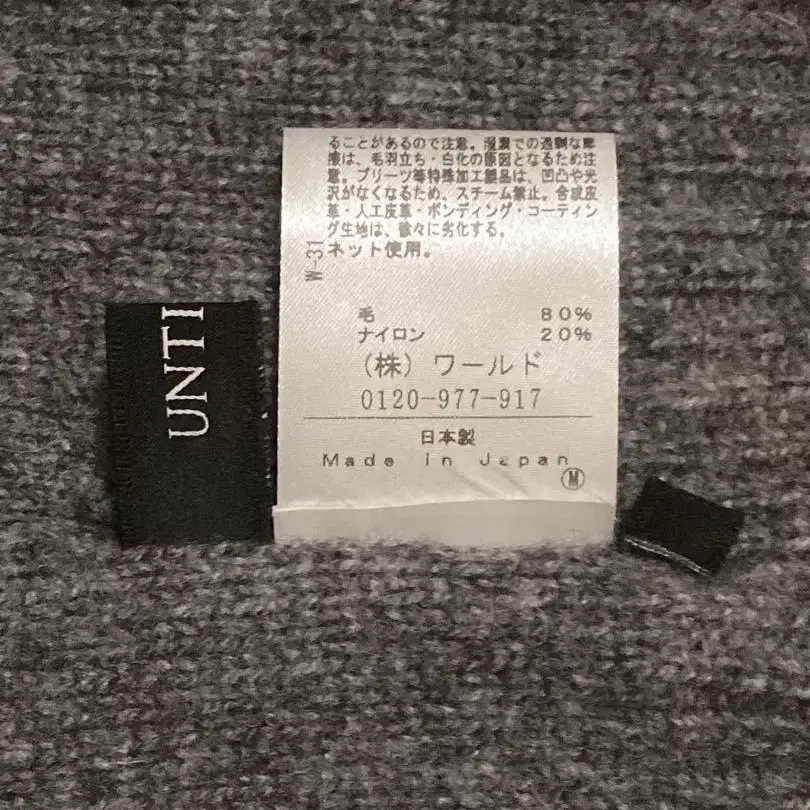 ることがあるので注意。湿潤での過剰な摩
擦は、毛羽立ち・白化の原因となるため注
意。プリーツ等特殊加工製品は、凹凸や光
沢がなくなるため、スチーム禁止。合成皮
革・人工皮革・ボンディング・コーティン
グ生地は、徐々に劣化する。
ネット使用。
W-31
毛 80%
ナイロン 20%
(株) ワールド
0120-977-917
日本製
Made in Japan
M
UNTI